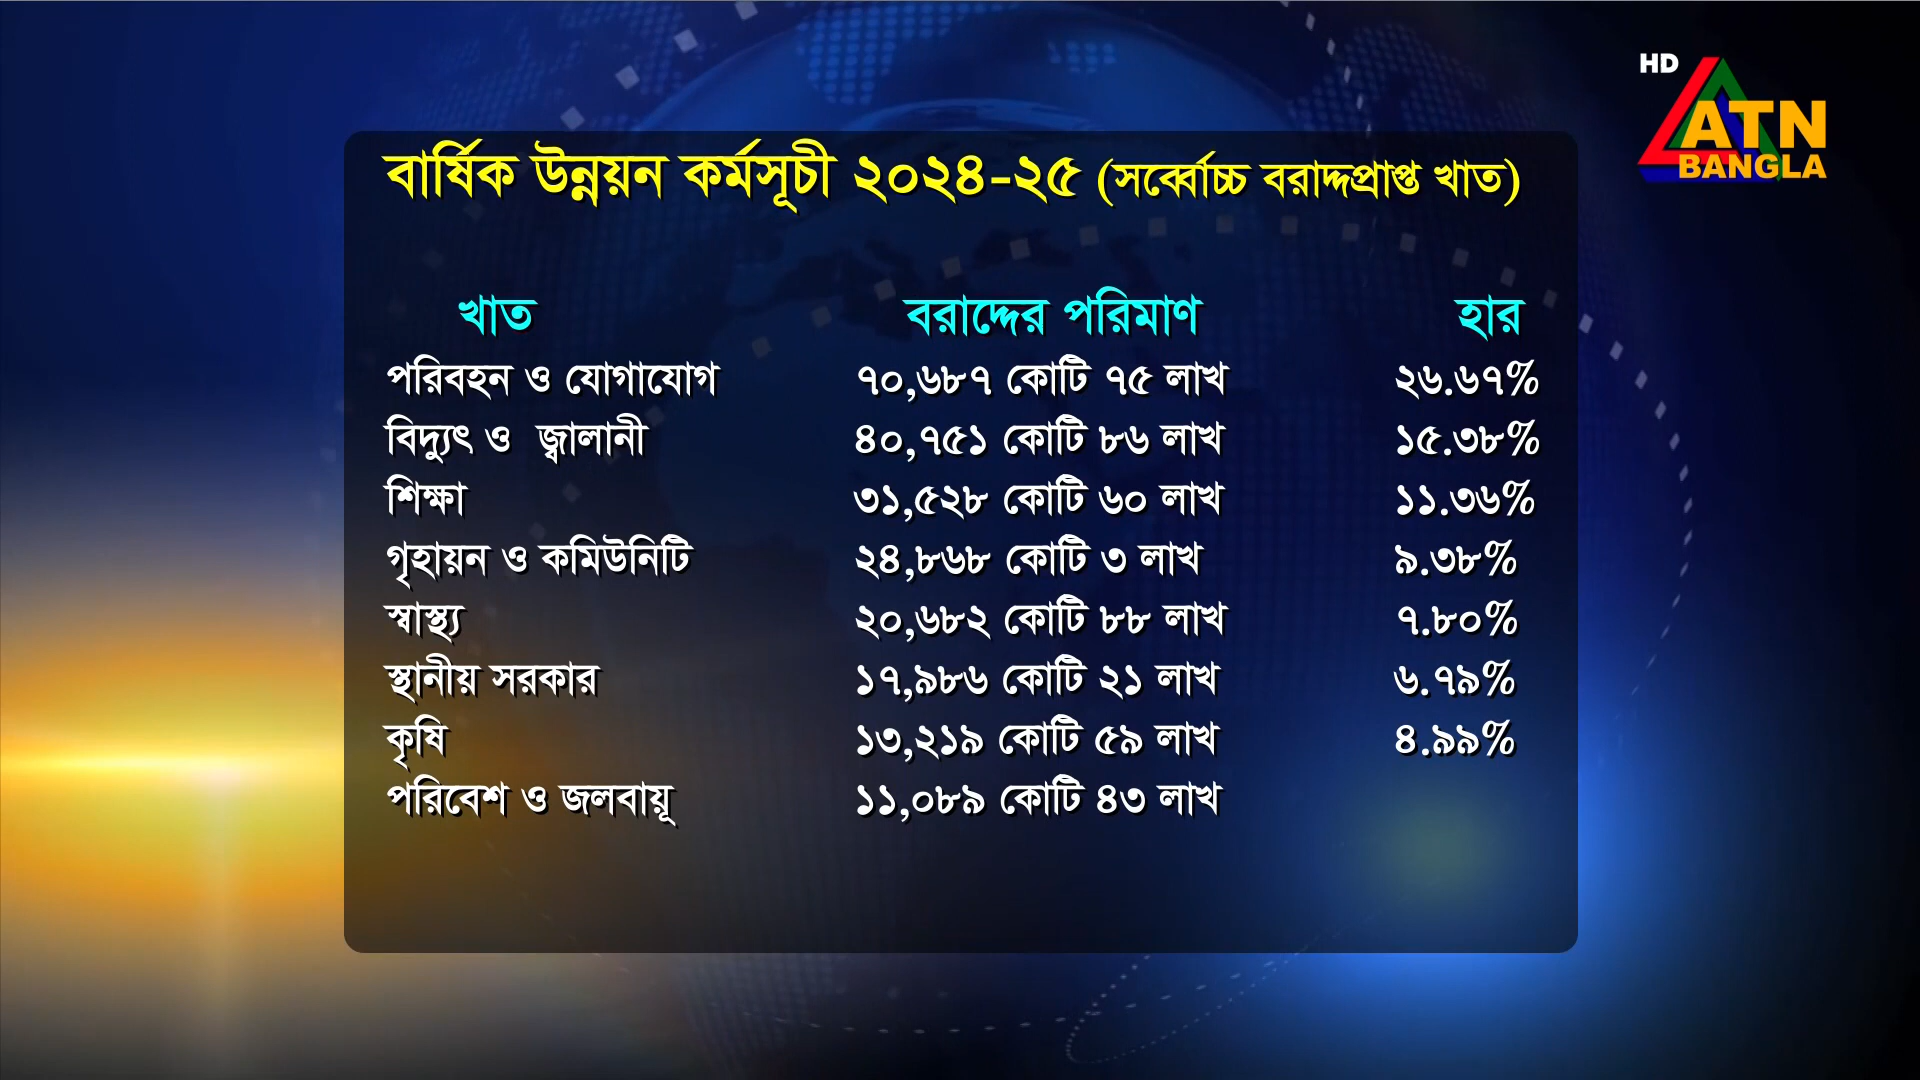 HD
ATN
BANGLA
বার্ষিক উন্নয়ন কর্মসূচী ২০২৪-২৫ (সর্ব্বোচ্চ বরাদ্দপ্রাপ্ত খাত)
খাত বরাদ্দের পরিমাণ হার
পরিবহন ও যোগাযোগ ৭০,৬৮৭ কোটি ৭৫ লাখ ২৬.৬৭%
বিদ্যুৎ ও জ্বালানী ৪০,৭৫১ কোটি ৮৬ লাখ ১৫.৩৮%
শিক্ষা ৩১,৫২৮ কোটি ৬০ লাখ ১১.৩৬%
গৃহায়ন ও কমিউনিটি ২৪,৮৬৮ কোটি ৩ লাখ ৯.৩৮%
স্বাস্থ্য ২০,৬৮২ কোটি ৮৮ লাখ ৭.৮০%
স্থানীয় সরকার ১৭,৯৮৬ কোটি ২১ লাখ ৬.৭৯%
কৃষি ১৩,২১৯ কোটি ৫৯ লাখ ৪.৯৯%
পরিবেশ ও জলবায়ূ ১১,০৮৯ কোটি ৪৩ লাখ